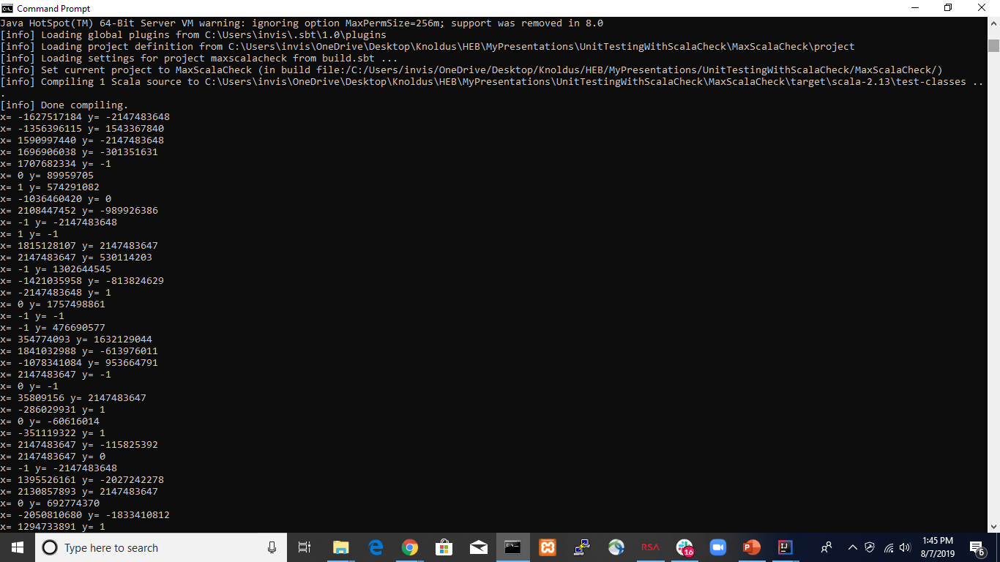 Command Prompt
Java HotSpot(TM) 64-Bit Server VM warning: ignoring option MaxPermSize=256m; support was removed in 8.0
[info] Loading global plugins from C:\Users\invis\.sbt\1.0\plugins
[info] Loading project definition from C:\Users\invis\OneDrive\Desktop\Knoldus\HEB\MyPresentations\UnitTestingWithScalaCheck\MaxScalaCheck\project
[info] Loading settings for project maxscalacheck from build.sbt ...
[info] Set current project to MaxScalaCheck (in build file:/C:/Users/invis/OneDrive/Desktop/Knoldus/HEB/MyPresentations/UnitTestingWithScalaCheck/MaxScalaCheck/)
[info] Compiling 1 Scala source to C:\Users\invis\OneDrive\Desktop\Knoldus\HEB\MyPresentations\UnitTestingWithScalaCheck\MaxScalaCheck\target\scala-2.13\test-classes ..
.
[info] Done compiling.
x= -1627517184 y= -2147483648
x= -1356396115 y= 1543367840
x= 1590997440 y= -2147483648
x= 1696906038 y= -301351631
x= 1707682334 y= -1
x= 0 y= 89959705
x= 1 y= 574291082
x= -1036460420 y= 0
x= 2108447452 y= -989926386
x= -1 y= -2147483648
x= 1 y= -1
x= 1815128107 y= 2147483647
x= 2147483647 y= 530114203
x= -1 y= 1302644545
x= -1421035958 y= -813824629
x= -2147483648 y= 1
x= 0 y= 1757498861
x= -1 y= -1
x= -1 y= 476690577
x= 354774093 y= 1632129044
x= 1841032988 y= -613976011
x= -1078341084 y= 953664791
x= 2147483647 y= -1
x= 0 y= -1
x= 35809156 y= 2147483647
x= -286029931 y= 1
x= 0 y= -60616014
x= -351119322 y= 1
x= 2147483647 y= -115825392
x= 2147483647 y= 0
x= -1 y= -2147483648
x= 1395526161 y= -2027242278
x= 2130857893 y= 2147483647
x= 0 y= 692774370
x= -2050810680 y= -1833410812
x= 1294733891 y= 1
Type here to search
RSA
16
1:45 PM
8/7/2019
6